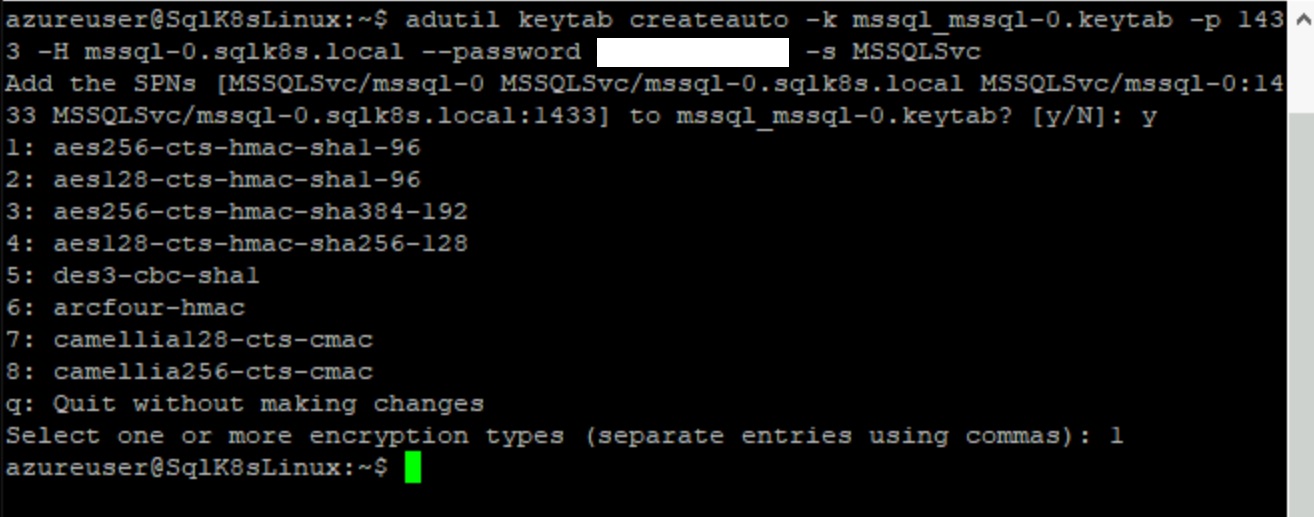 azureuser@SqlK8sLinux:~$ adutil keytab createauto -k mssql_mssql-0.keytab -p 143
3 -H mssql-0.sqlk8s.local --password -s MSSQLSvc
Add the SPNs [MSSQLSvc/mssql-0 MSSQLSvc/mssql-0.sqlk8s.local MSSQLSvc/mssql-0:14
33 MSSQLSvc/mssql-0.sqlk8s.local:1433] to mssql_mssql-0.keytab? [y/N]: y
1: aes256-cts-hmac-sha1-96
2: aes128-cts-hmac-sha1-96
3: aes256-cts-hmac-sha384-192
4: aes128-cts-hmac-sha256-128
5: des3-cbc-sha1
6: arcfour-hmac
7: camellia128-cts-cmac
8: camellia256-cts-cmac
q: Quit without making changes
Select one or more encryption types (separate entries using commas): 1
azureuser@SqlK8sLinux:~$